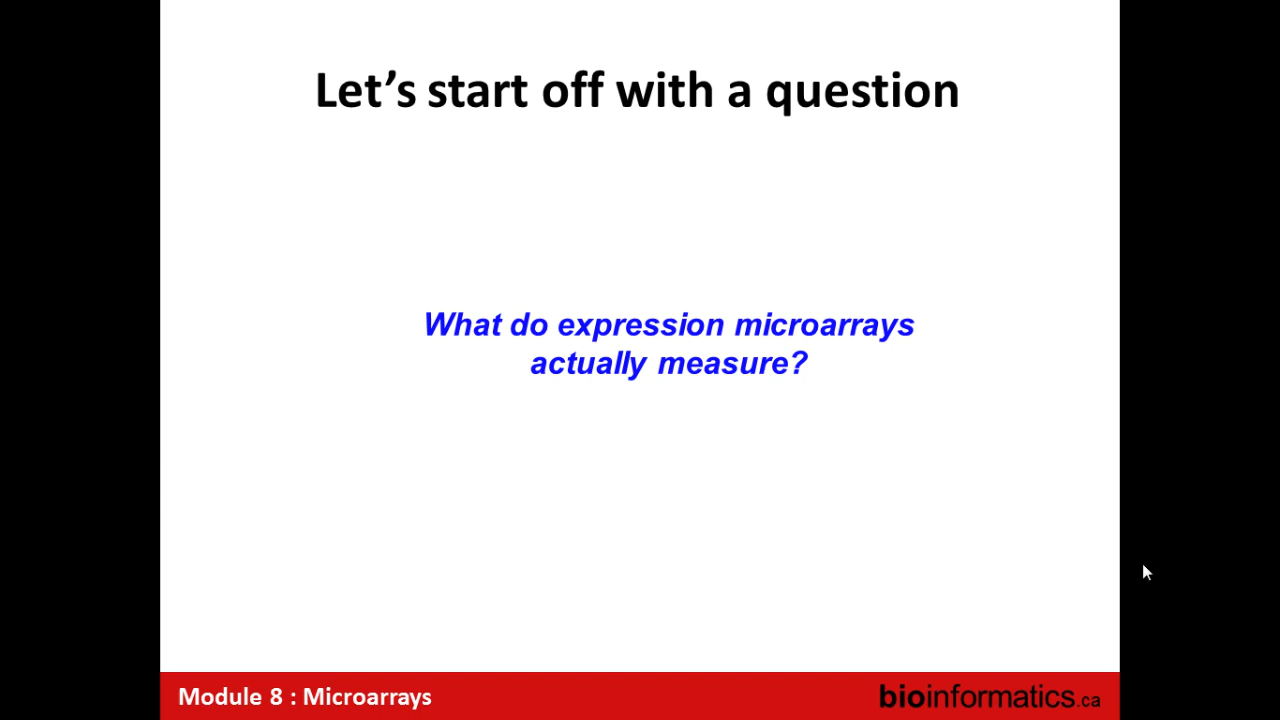 Let’s start off with a question
What do expression microarrays
actually measure?
Module 8 : Microarrays
bioinformatics.ca